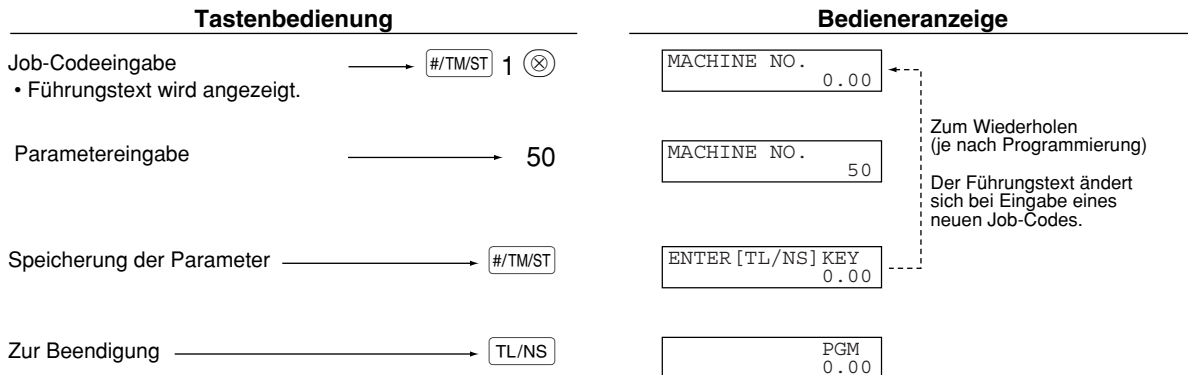 Tastenbedienung
Bedieneranzeige
Job-Codeeingabe
#/TM/ST 1 ⊗
• Führungstext wird angezeigt.
MACHINE NO.
0.00
Zum Wiederholen
(je nach Programmierung)
Der Führungstext ändert
sich bei Eingabe eines
neuen Job-Codes.
Parametereingabe
50
MACHINE NO.
50
Speicherung der Parameter
#/TM/ST
ENTER[TL/NS]KEY
0.00
Zur Beendigung
TL/NS
PGM
0.00